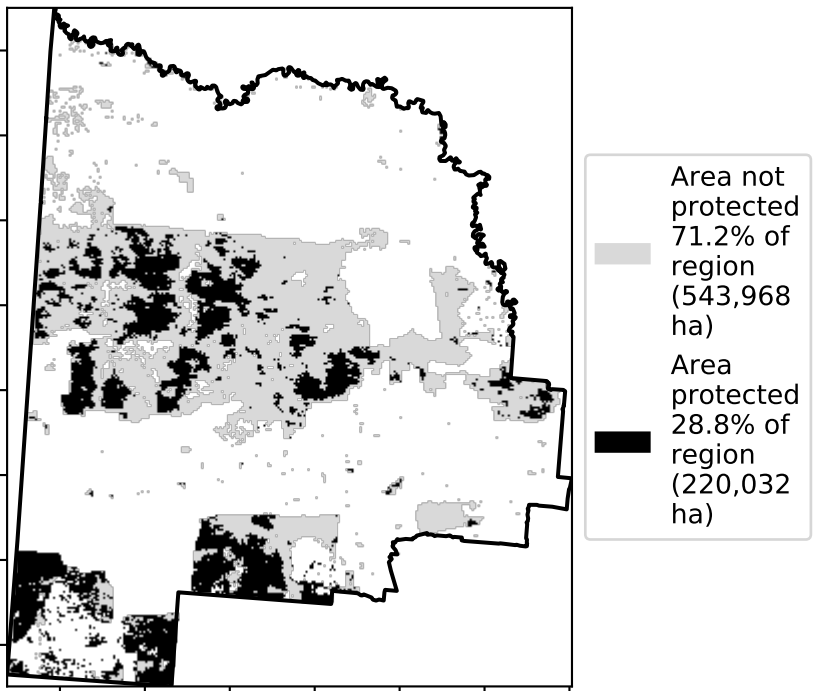 Area not
protected
71.2% of
region
(543,968
ha)
Area
protected
28.8% of
region
(220,032
ha)